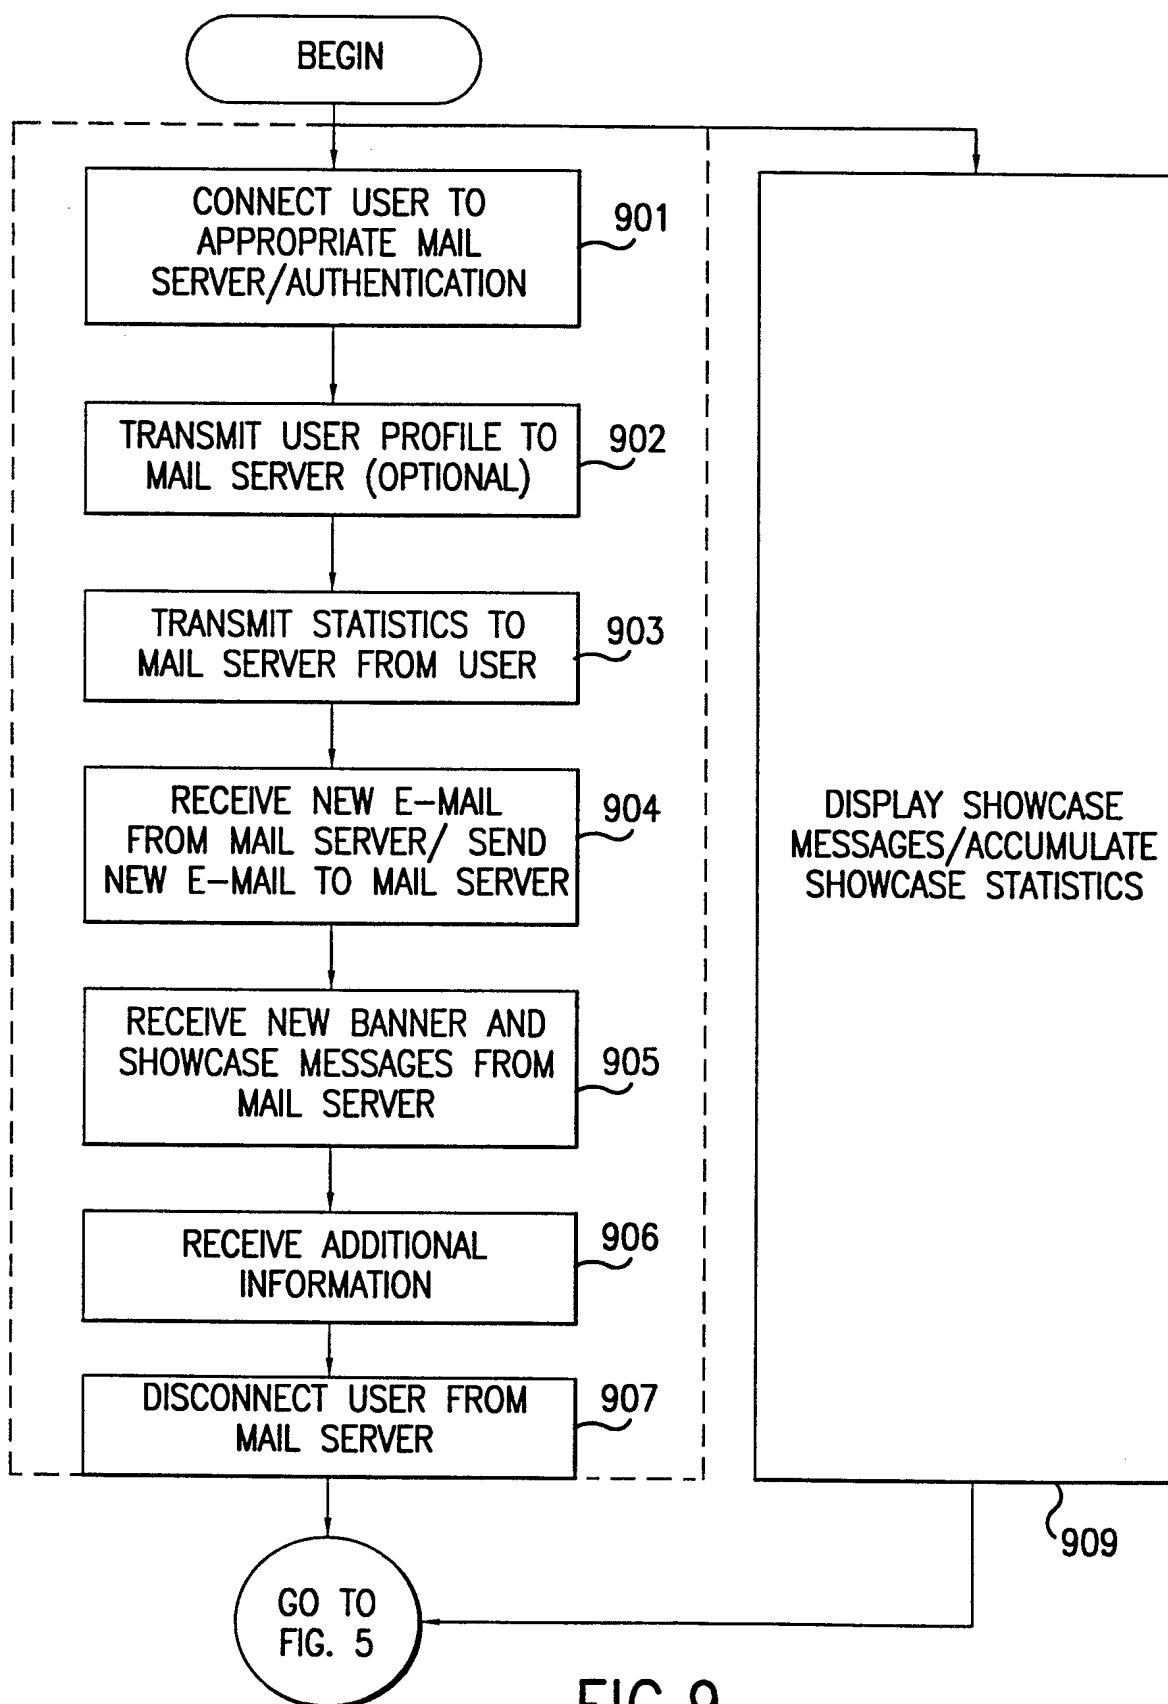 BEGIN
CONNECT USER TO
APPROPRIATE MAIL
SERVER/AUTHENTICATION
901
TRANSMIT USER PROFILE TO
MAIL SERVER (OPTIONAL)
902
TRANSMIT STATISTICS TO
MAIL SERVER FROM USER
903
RECEIVE NEW E-MAIL
FROM MAIL SERVER/ SEND
NEW E-MAIL TO MAIL SERVER
904
RECEIVE NEW BANNER AND
SHOWCASE MESSAGES FROM
MAIL SERVER
905
RECEIVE ADDITIONAL
INFORMATION
906
DISCONNECT USER FROM
MAIL SERVER
907
DISPLAY SHOWCASE
MESSAGES/ACCUMULATE
SHOWCASE STATISTICS
909
GO TO
FIG. 5
FIG. 9